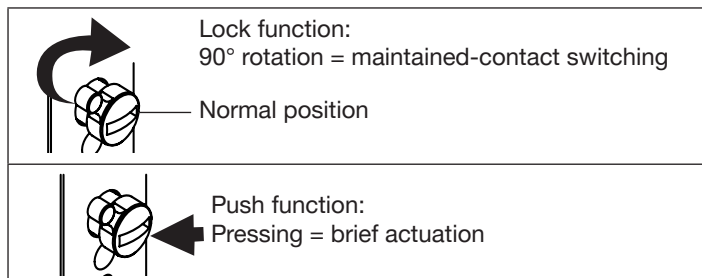 Lock function:
90° rotation = maintained-contact switching
Normal position
Push function:
Pressing = brief actuation